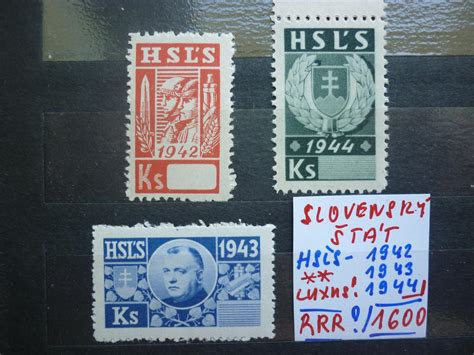 HSĽS
1942
Ks
HSĽS
1944
Ks
HSĽS 1943
Ks
SLOVENSKÝ
ŠTÁT
HSĽS - 1942
** 1943
LUXUS! 1944!
RRR?/1600